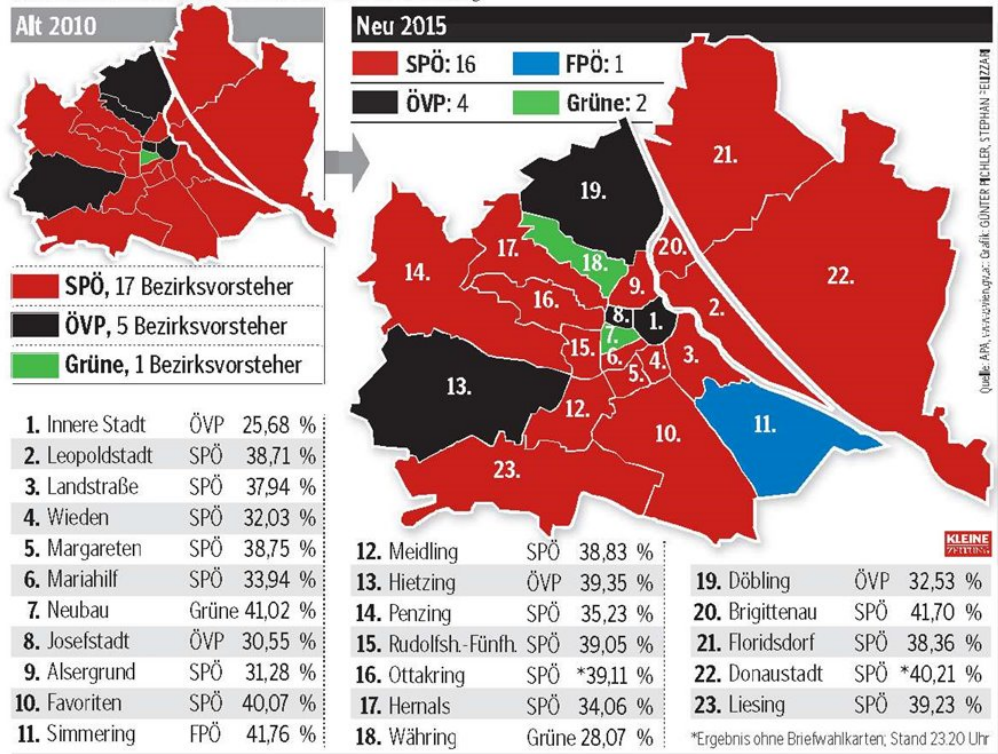 Alt 2010
Neu 2015
SPÖ: 16
FPÖ: 1
ÖVP: 4
Grüne: 2
SPÖ, 17 Bezirksvorsteher
ÖVP, 5 Bezirksvorsteher
Grüne, 1 Bezirksvorsteher
21.
19.
20.
17.
18.
14.
9.
22.
16.
2.
8.
1.
7.
15.
6.
4.
3.
5.
13.
12.
11.
10.
23.
1. Innere Stadt ÖVP 25,68 %
2. Leopoldstadt SPÖ 38,71 %
3. Landstraße SPÖ 37,94 %
4. Wieden SPÖ 32,03 %
5. Margareten SPÖ 38,75 %
6. Mariahilf SPÖ 33,94 %
7. Neubau Grüne 41,02 %
8. Josefstadt ÖVP 30,55 %
9. Alsergrund SPÖ 31,28 %
10. Favoriten SPÖ 40,07 %
11. Simmering FPÖ 41,76 %
12. Meidling SPÖ 38,83 %
13. Hietzing ÖVP 39,35 %
14. Penzing SPÖ 35,23 %
15. Rudolfsh.-Fünfh. SPÖ 39,05 %
16. Ottakring SPÖ *39,11 %
17. Hernals SPÖ 34,06 %
18. Währing Grüne 28,07 %
19. Döbling ÖVP 32,53 %
20. Brigittenau SPÖ 41,70 %
21. Floridsdorf SPÖ 38,36 %
22. Donaustadt SPÖ *40,21 %
23. Liesing SPÖ 39,23 %
*Ergebnis ohne Briefwahlkarten; Stand 23.20 Uhr
KLEINE
ZEITUNG
Quelle: APA, Grafik: GÜNTER PICHLER, STEPHAN